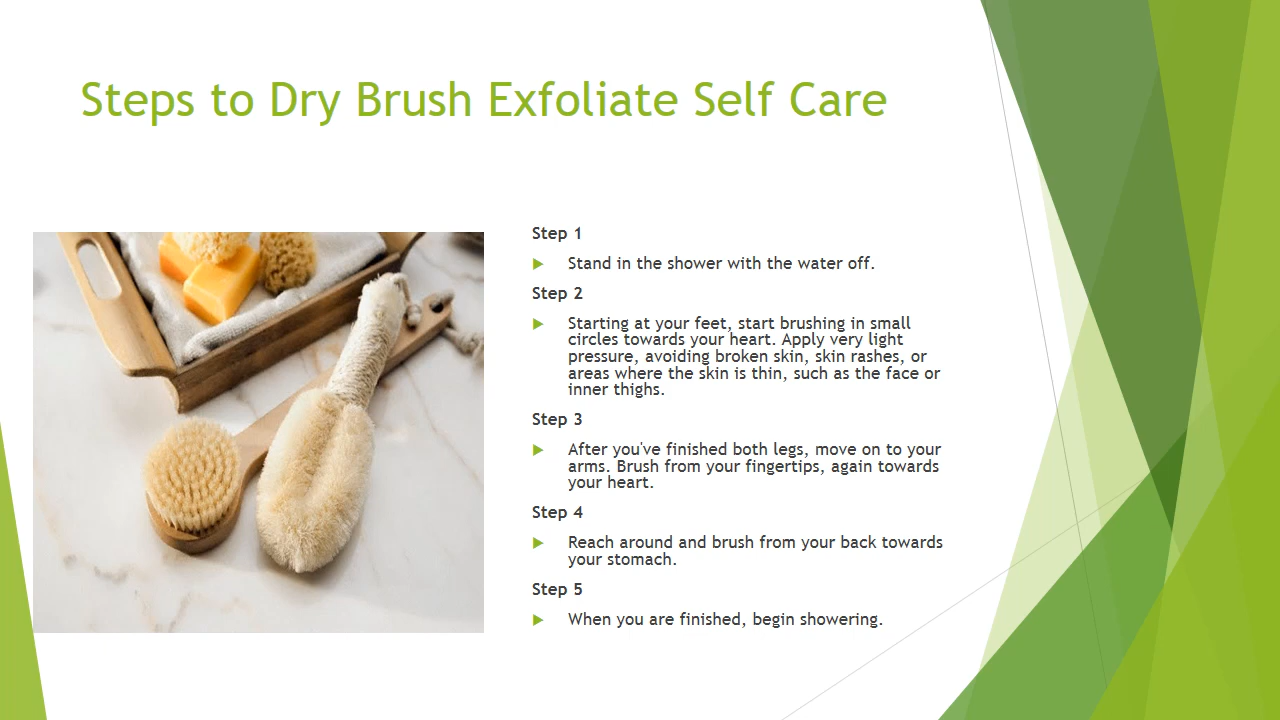 Steps to Dry Brush Exfoliate Self Care
Step 1
Stand in the shower with the water off.
Step 2
Starting at your feet, start brushing in small
circles towards your heart. Apply very light
pressure, avoiding broken skin, skin rashes, or
areas where the skin is thin, such as the face or
inner thighs.
Step 3
After you've finished both legs, move on to your
arms. Brush from your fingertips, again towards
your heart.
Step 4
Reach around and brush from your back towards
your stomach.
Step 5
When you are finished, begin showering.